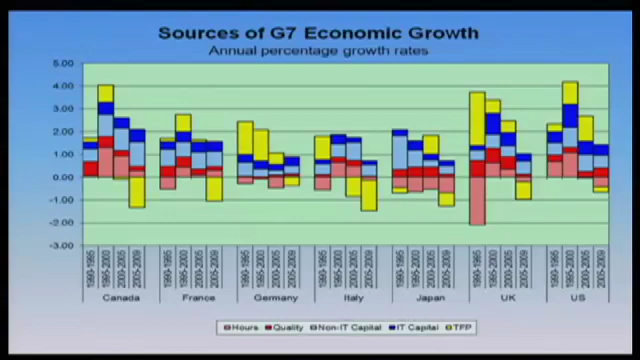 Sources of G7 Economic Growth
Annual percentage growth rates
5.00
4.00
3.00
2.00
1.00
0.00
-1.00
-2.00
-3.00
1990-1995 1995-2000 2000-2005 2005-2009 1990-1995 1995-2000 2000-2005 2005-2009 1990-1995 1995-2000 2000-2005 2005-2009 1990-1995 1995-2000 2000-2005 2005-2009 1990-1995 1995-2000 2000-2005 2005-2009 1990-1995 1995-2000 2000-2005 2005-2009 1990-1995 1995-2000 2000-2005 2005-2009
Canada France Germany Italy Japan UK US
Hours Quality Non-IT Capital IT Capital TFP